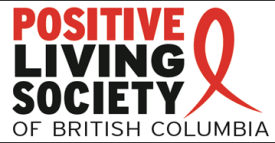 POSITIVE
LIVING
SOCIETY
OF BRITISH COLUMBIA